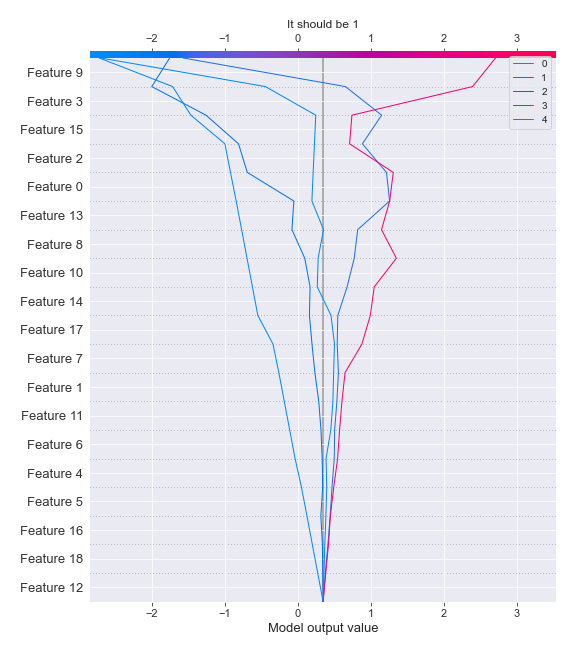 It should be 1
−2 −1 0 1 2 3
0
1
2
3
4
Feature 9
Feature 3
Feature 15
Feature 2
Feature 0
Feature 13
Feature 8
Feature 10
Feature 14
Feature 17
Feature 7
Feature 1
Feature 11
Feature 6
Feature 4
Feature 5
Feature 16
Feature 18
Feature 12
−2 −1 0 1 2 3
Model output value